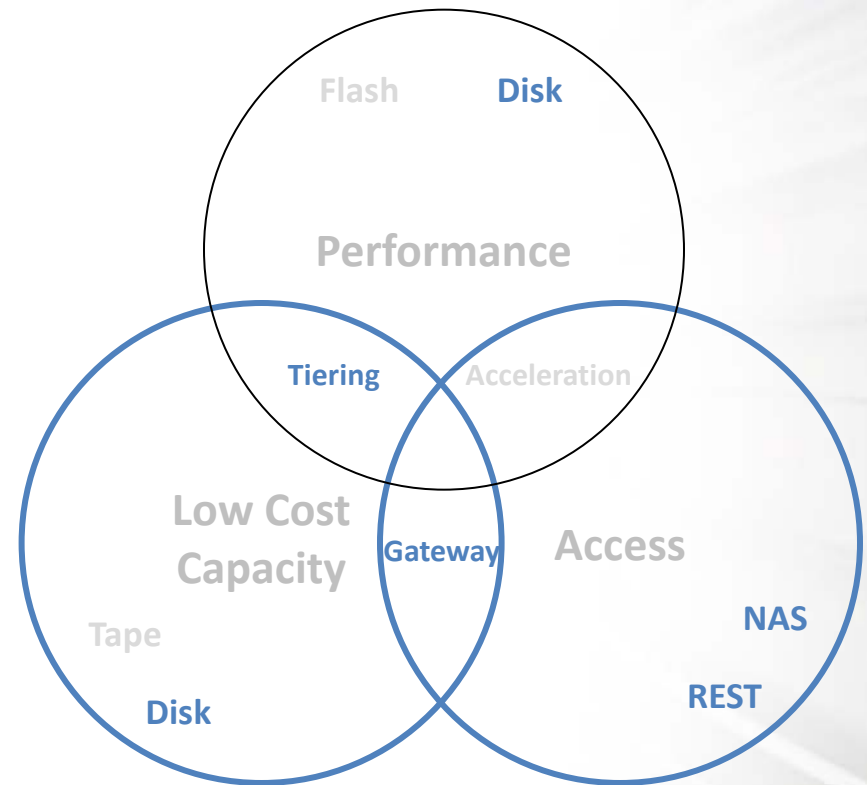 Flash Disk
Performance
Tiering Acceleration
Low Cost
Capacity
Gateway
Access
Tape
NAS
Disk
REST